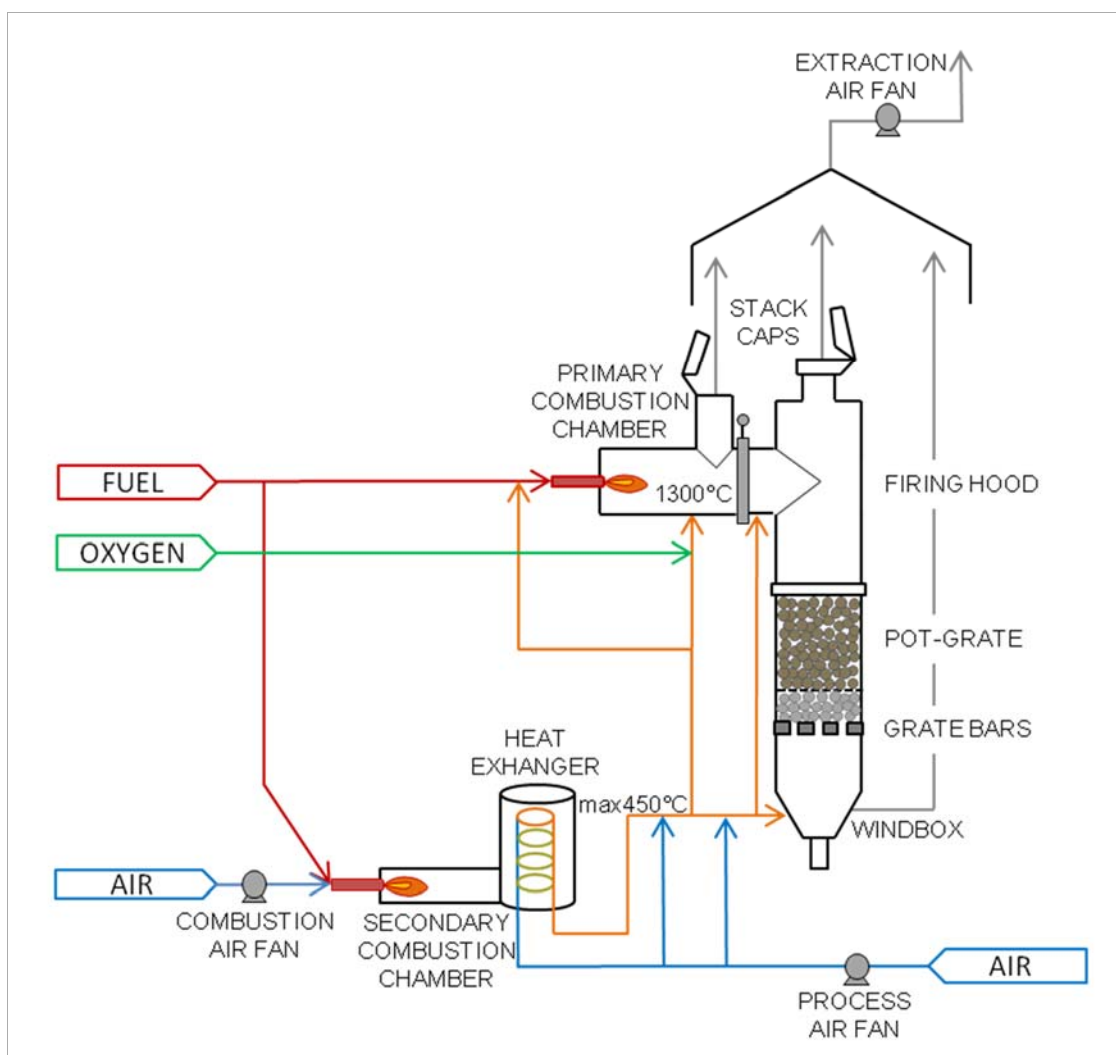 EXTRACTION
AIR FAN
STACK
CAPS
PRIMARY
COMBUSTION
CHAMBER
FUEL
1300°C
FIRING HOOD
OXYGEN
POT-GRATE
GRATE BARS
HEAT
EXHANGER
max450°C
WINDBOX
AIR
COMBUSTION
AIR FAN
SECONDARY
COMBUSTION
CHAMBER
AIR
PROCESS
AIR FAN